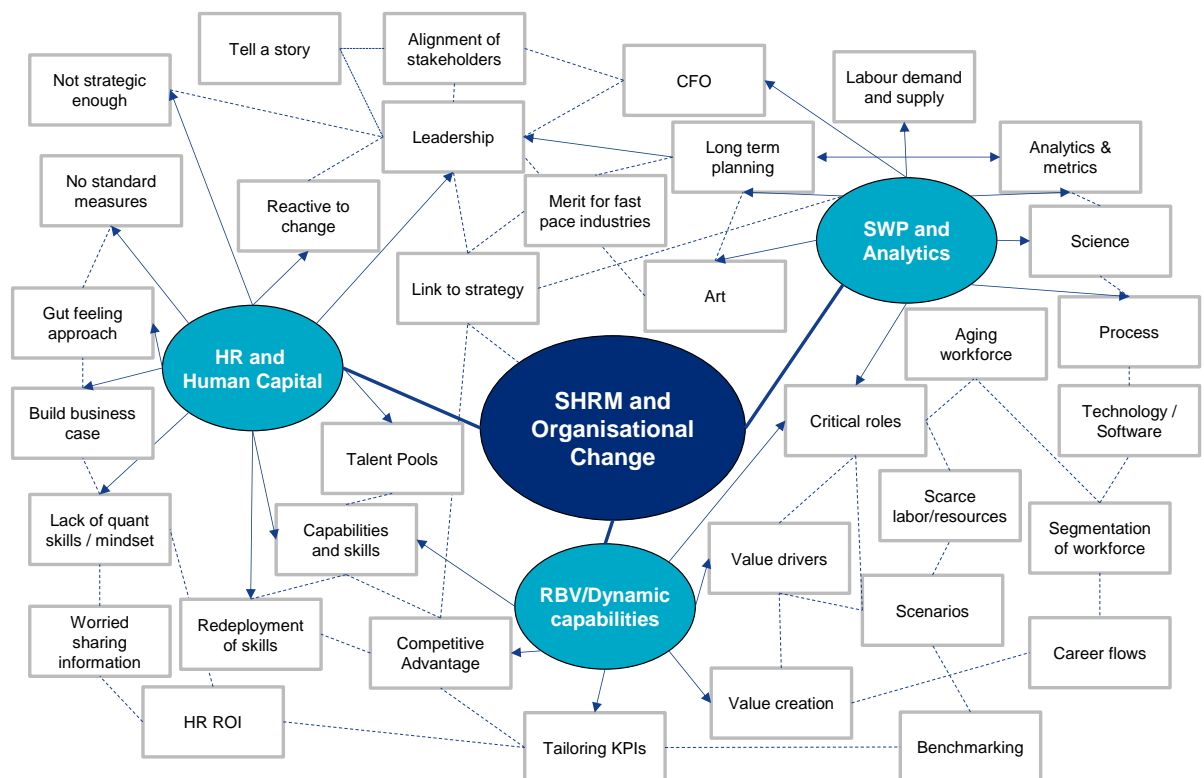 Tell a story
Alignment of
stakeholders
Not strategic
enough
CFO
Labour demand
and supply
Leadership
Long term
planning
Analytics &
metrics
No standard
measures
Reactive to
change
Merit for fast
pace industries
SWP and
Analytics
Science
Link to strategy
Art
Gut feeling
approach
HR and
Human Capital
Aging
workforce
Process
SHRM and
Organisational
Change
Build business
case
Talent Pools
Critical roles
Technology /
Software
Lack of quant
skills / mindset
Capabilities
and skills
Scarce
labor/resources
Segmentation
of workforce
Value drivers
RBV/Dynamic
capabilities
Scenarios
Worried
sharing
information
Redeployment
of skills
Competitive
Advantage
Career flows
Value creation
HR ROI
Tailoring KPIs
Benchmarking